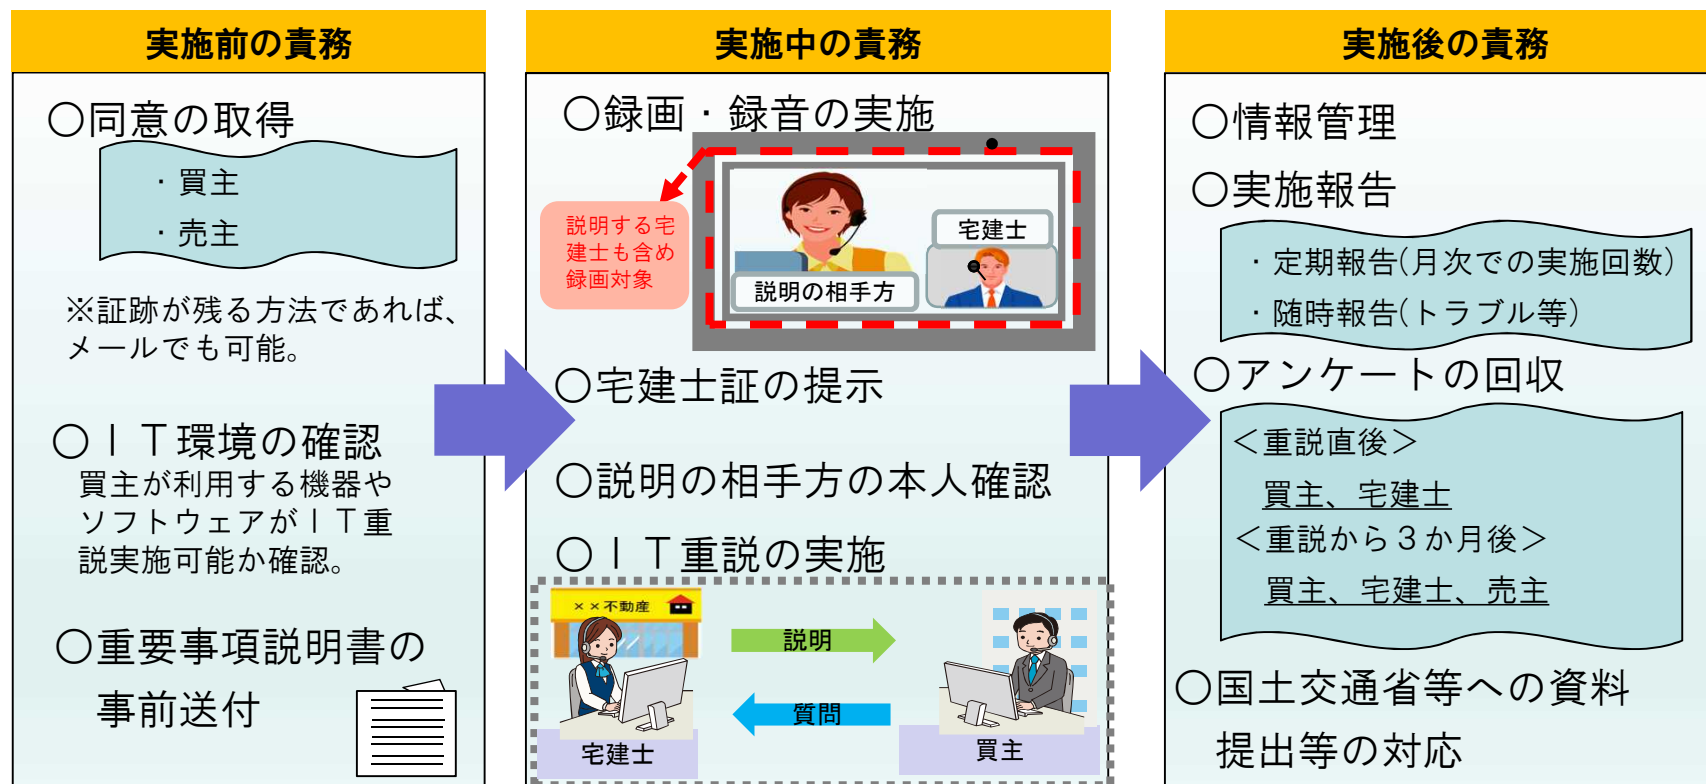 実施前の責務
〇同意の取得
・買主
・売主
※証跡が残る方法であれば、
メールでも可能。
〇ＩＴ環境の確認
買主が利用する機器や
ソフトウェアがＩＴ重
説実施可能か確認。
〇重要事項説明書の
事前送付
実施中の責務
〇録画・録音の実施
説明する宅
建士も含め
録画対象
宅建士
説明の相手方
〇宅建士証の提示
〇説明の相手方の本人確認
〇ＩＴ重説の実施
××不動産
説明
質問
宅建士
買主
実施後の責務
〇情報管理
〇実施報告
・定期報告(月次での実施回数)
・随時報告(トラブル等)
〇アンケートの回収
＜重説直後＞
買主、宅建士
＜重説から３か月後＞
買主、宅建士、売主
〇国土交通省等への資料
提出等の対応